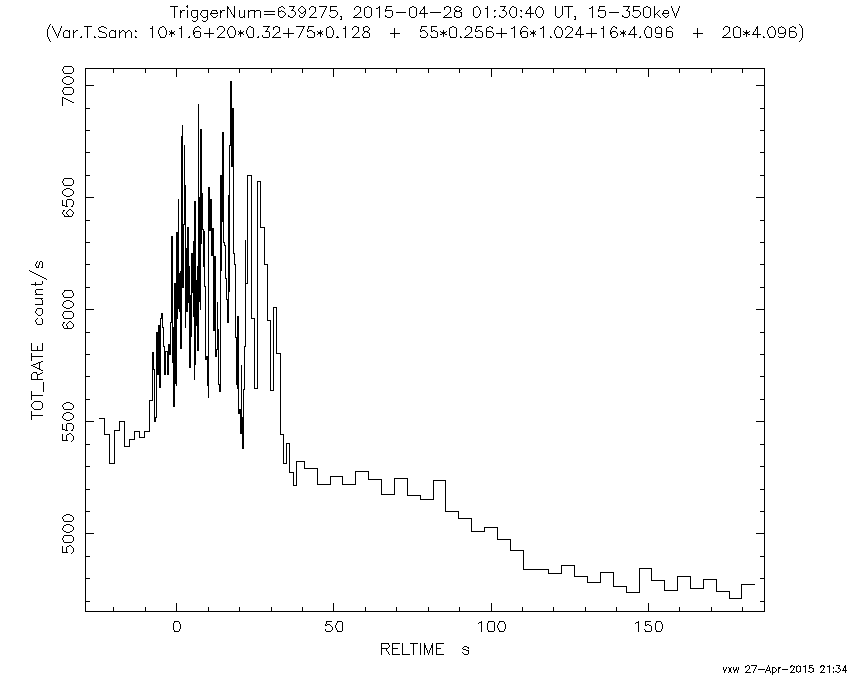 TriggerNum=639275, 2015-04-28 01:30:40 UT, 15-350keV
(Var.T.Sam: 10*1.6+20*0.32+75*0.128 + 55*0.256+16*1.024+16*4.096 + 20*4.096)
7000
6500
6000
5500
5000
TOT_RATE count/s
0 50 100 150
RELTIME s
vxw 27-Apr-2015 21:34